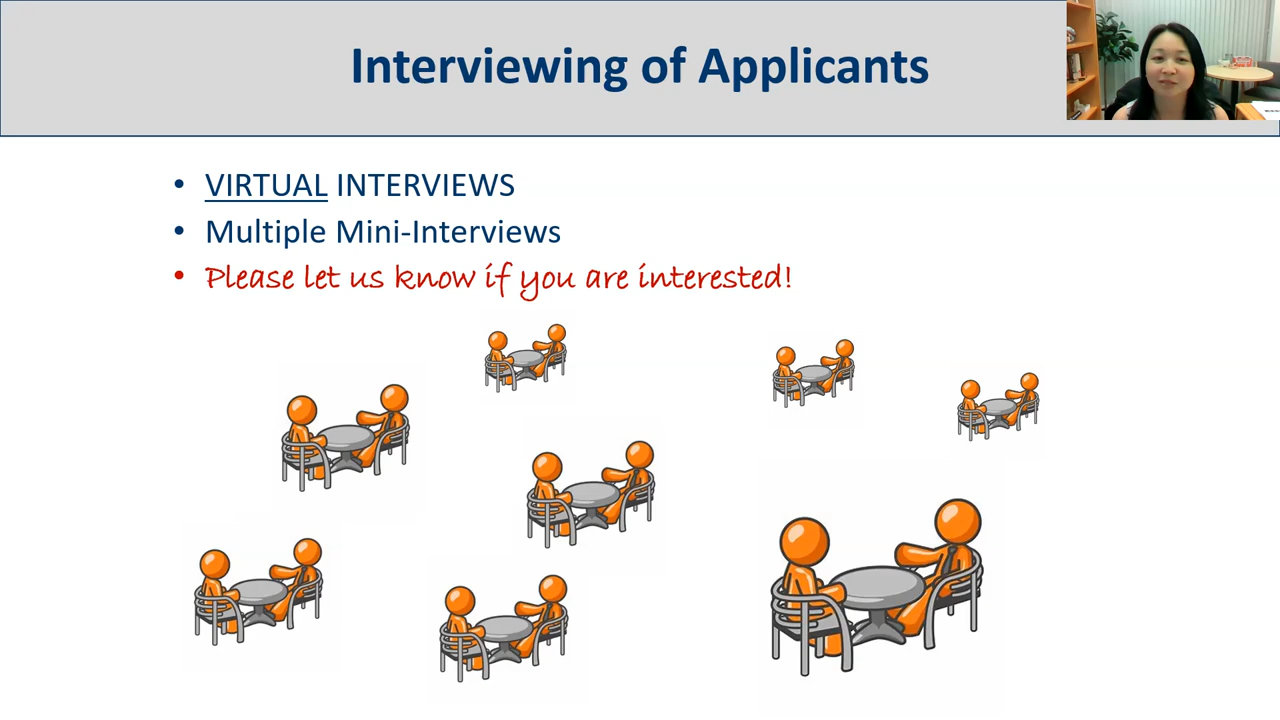 Interviewing of Applicants
• VIRTUAL INTERVIEWS
• Multiple Mini-Interviews
• Please let us know if you are interested!